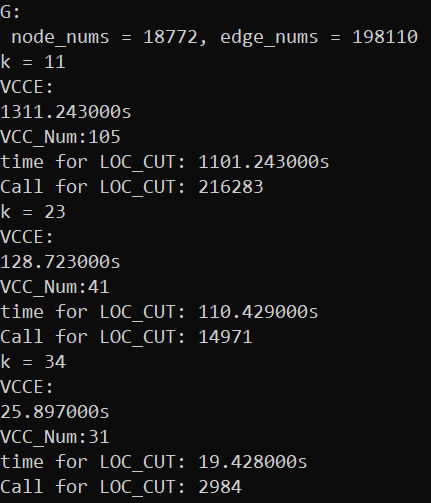 G:
node_nums = 18772, edge_nums = 198110
k = 11
VCCE:
1311.243000s
VCC_Num:105
time for LOC_CUT: 1101.243000s
Call for LOC_CUT: 216283
k = 23
VCCE:
128.723000s
VCC_Num:41
time for LOC_CUT: 110.429000s
Call for LOC_CUT: 14971
k = 34
VCCE:
25.897000s
VCC_Num:31
time for LOC_CUT: 19.428000s
Call for LOC_CUT: 2984